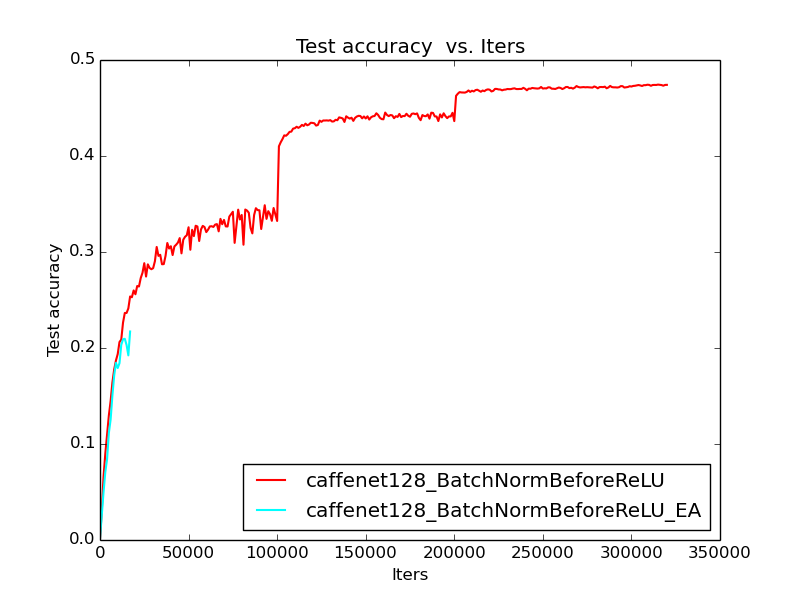 Test accuracy  vs. Iters
Test accuracy
0.5
0.4
0.3
0.2
0.1
0.0
0 50000 100000 150000 200000 250000 300000 350000
Iters
caffenet128_BatchNormBeforeReLU
caffenet128_BatchNormBeforeReLU_EA